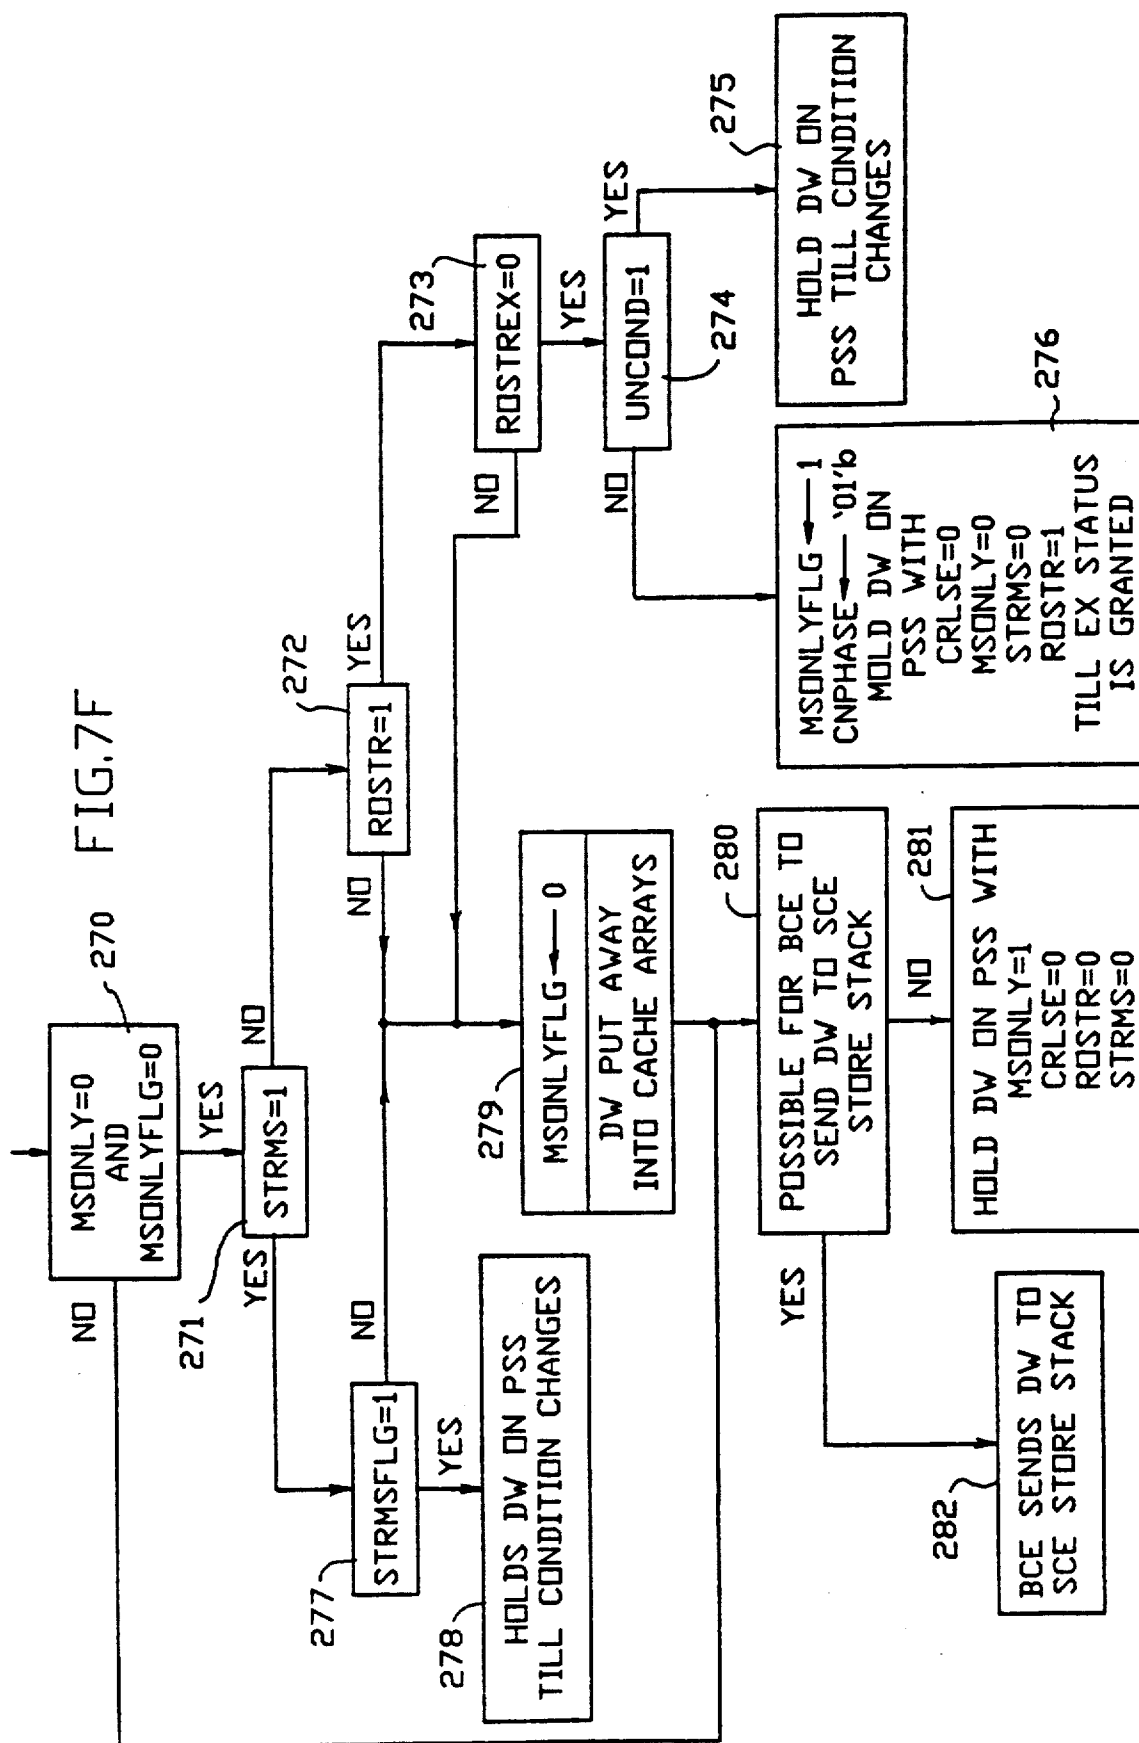 FIG.7F
270
MSONLY=0
AND
MSONLYFLG=0
NO
YES
271
STRMS=1
YES
NO
272
ROSTR=1
NO
YES
273
ROSTREX=0
NO
YES
UNCOND=1
274
NO
YES
275
HOLD DW ON
PSS TILL CONDITION
CHANGES
276
MSONLYFLG ← 1
CNPHASE ← '01'b
MOLD DW ON
PSS WITH
CRLSE=0
MSONLY=0
STRMS=0
ROSTR=1
TILL EX STATUS
IS GRANTED
277
STRMSFLG=1
NO
YES
278
HOLDS DW ON PSS
TILL CONDITION CHANGES
279
MSONLYFLG ← 0
DW PUT AWAY
INTO CACHE ARRAYS
280
POSSIBLE FOR BCE TO
SEND DW TO SCE
STORE STACK
YES
NO
281
HOLD DW ON PSS WITH
MSONLY=1
CRLSE=0
ROSTR=0
STRMS=0
282
BCE SENDS DW TO
SCE STORE STACK